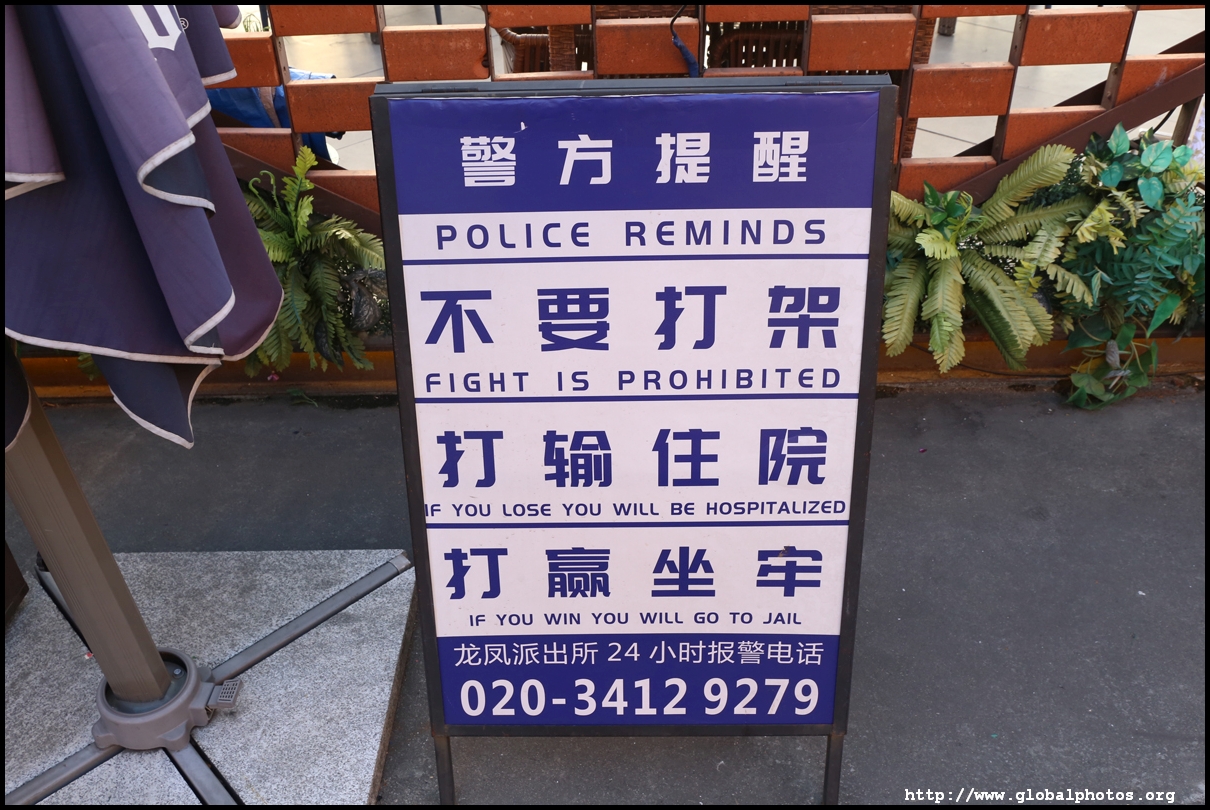 警方提醒
POLICE REMINDS
不要打架
FIGHT IS PROHIBITED
打输住院
IF YOU LOSE YOU WILL BE HOSPITALIZED
打赢坐牢
IF YOU WIN YOU WILL GO TO JAIL
龙凤派出所 24 小时报警电话
020-3412 9279
http://www.globalphotos.org